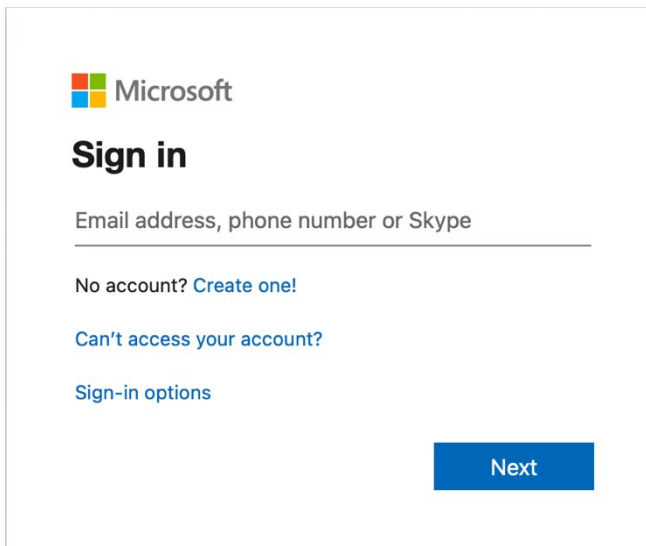 Microsoft
Sign in
Email address, phone number or Skype
No account? Create one!
Can't access your account?
Sign-in options
Next